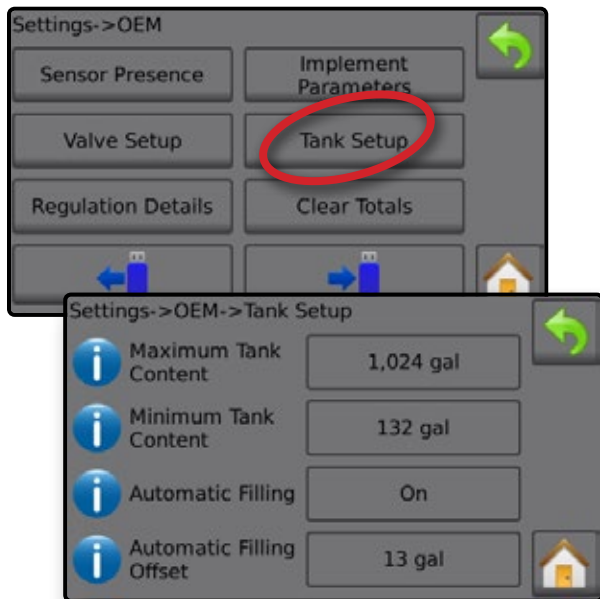 Settings->OEM
Sensor Presence
Implement
Parameters
Valve Setup
Tank Setup
Regulation Details
Clear Totals
Settings->OEM->Tank Setup
Maximum Tank
Content
1,024 gal
Minimum Tank
Content
132 gal
Automatic Filling
On
Automatic Filling
Offset
13 gal